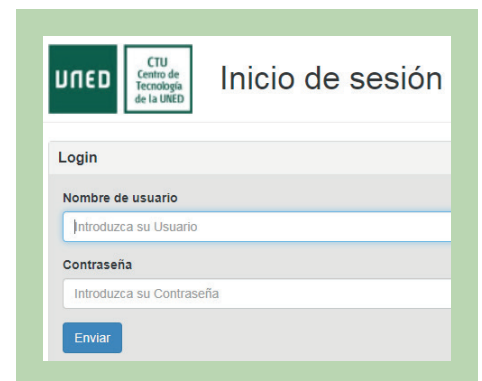 UNED
CTU
Centro de
Tecnología
de la UNED
Inicio de sesión
Login
Nombre de usuario
Introduzca su Usuario
Contraseña
Introduzca su Contraseña
Enviar